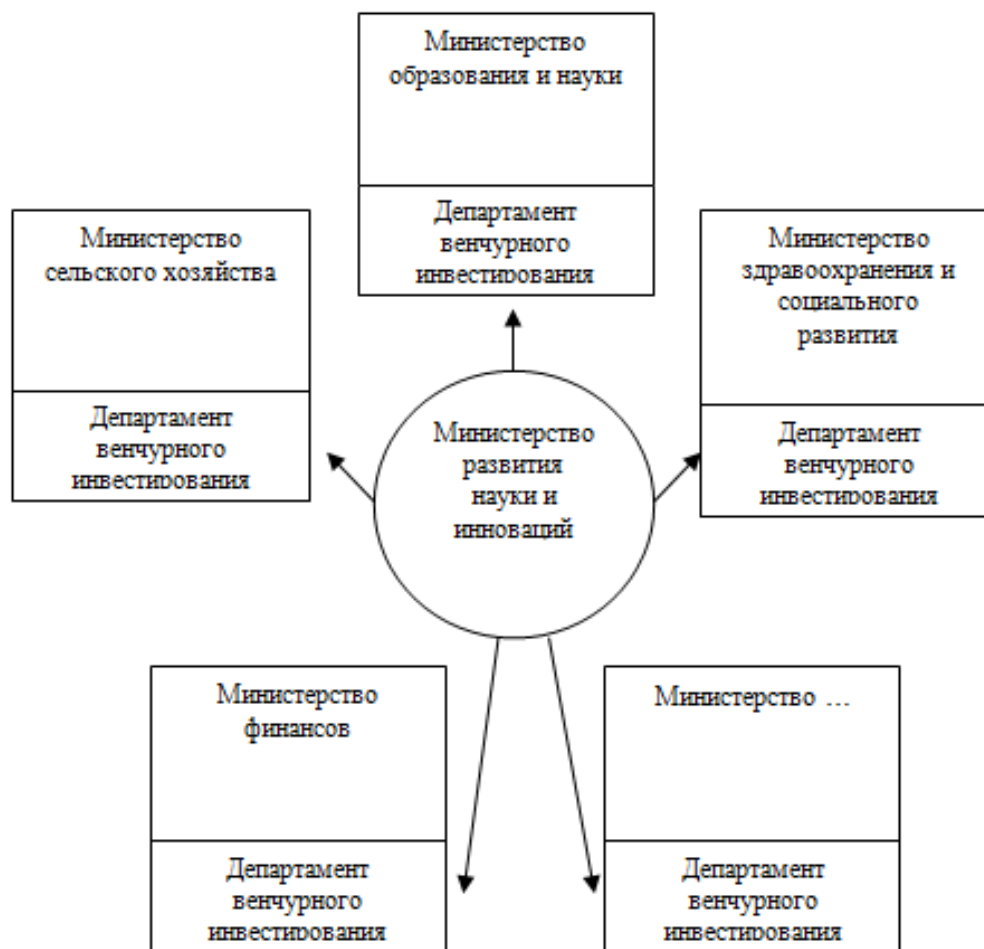 Министерство
образования и науки
Департамент
венчурного
инвестирования
Министерство
сельского хозяйства
Департамент
венчурного
инвестирования
Министерство
здравоохранения и
социального
развития
Департамент
венчурного
инвестирования
Министерство
развития
науки и
инноваций
Министерство
финансов
Департамент
венчурного
инвестирования
Министерство ...
Департамент
венчурного
инвестирования